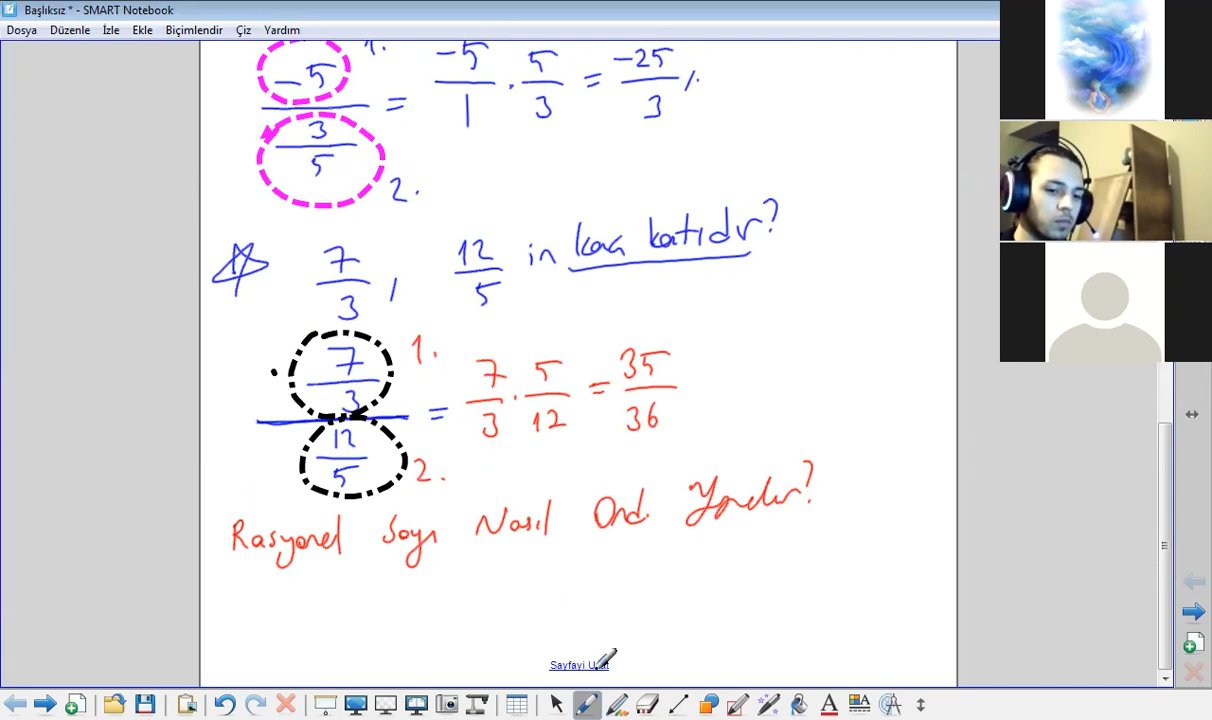 Başlıksız * - SMART Notebook
Dosya Düzenle İzle Ekle Biçimlendir Çiz Yardım
1.
-5 / (3/5) = -5/1 . 5/3 = -25/3 //.
2.
7/3 , 12/5 in kaç katıdır?
(7/3) / (12/5) = 7/3 . 5/12 = 35/36
1.
2.
Rasyonel Sayı Nasıl Ond.
Sayfayı Uzat